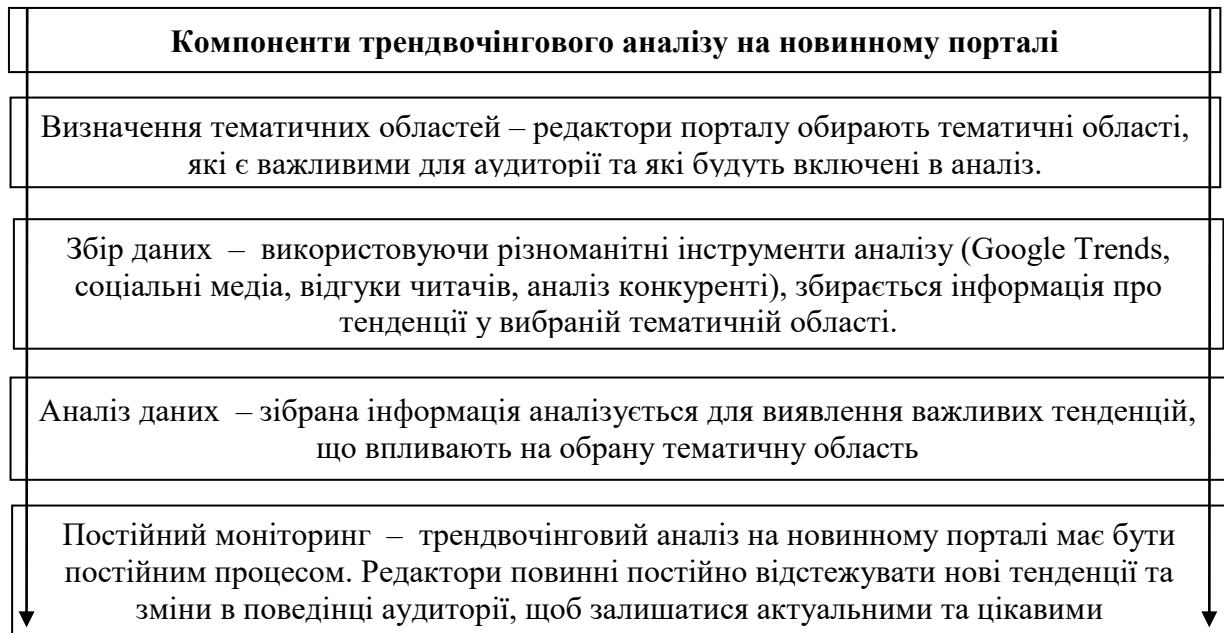 Компоненти трендвочінгового аналізу на новинному порталі
Визначення тематичних областей – редактори порталу обирають тематичні області,
які є важливими для аудиторії та які будуть включені в аналіз.
Збір даних – використовуючи різноманітні інструменти аналізу (Google Trends,
соціальні медіа, відгуки читачів, аналіз конкуренті), збирається інформація про
тенденції у вибраній тематичній області.
Аналіз даних – зібрана інформація аналізується для виявлення важливих тенденцій,
що впливають на обрану тематичну область
Постійний моніторинг – трендвочінговий аналіз на новинному порталі має бути
постійним процесом. Редактори повинні постійно відстежувати нові тенденції та
зміни в поведінці аудиторії, щоб залишатися актуальними та цікавими